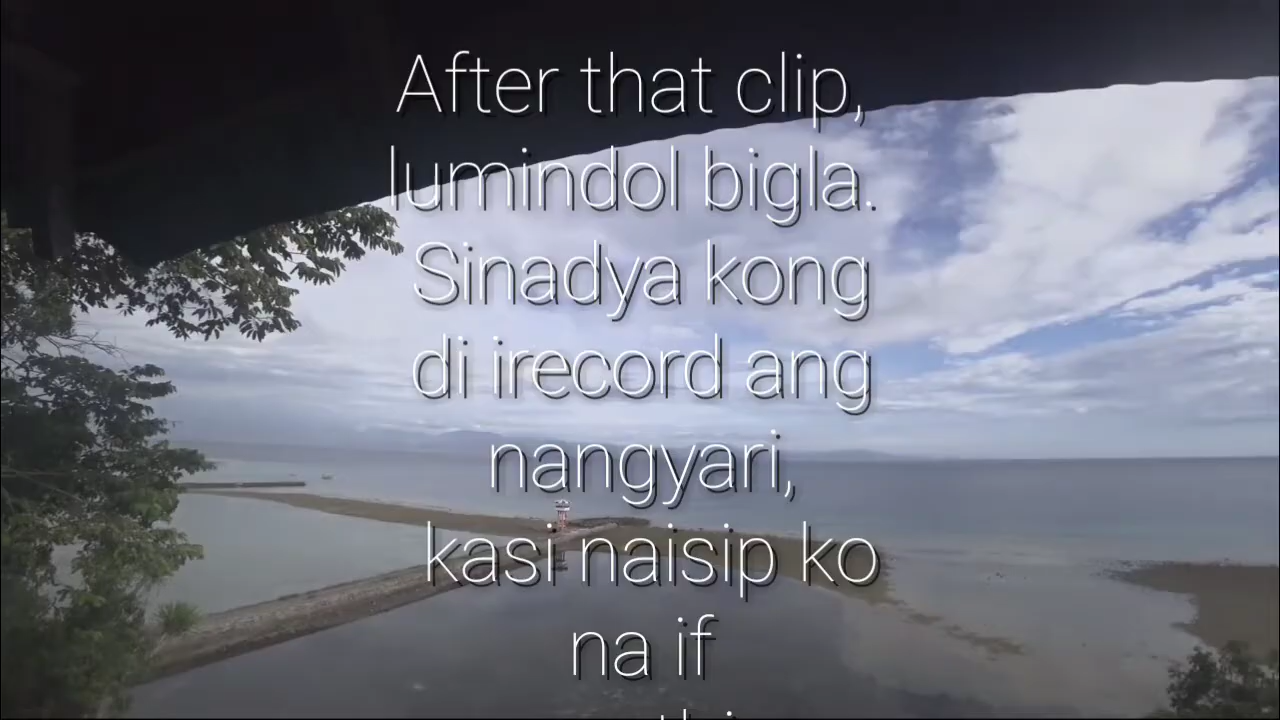 After that clip,
lumindol bigla.
Sinadya kong
di irecord ang
nangyari,
kasi naisip ko
na if